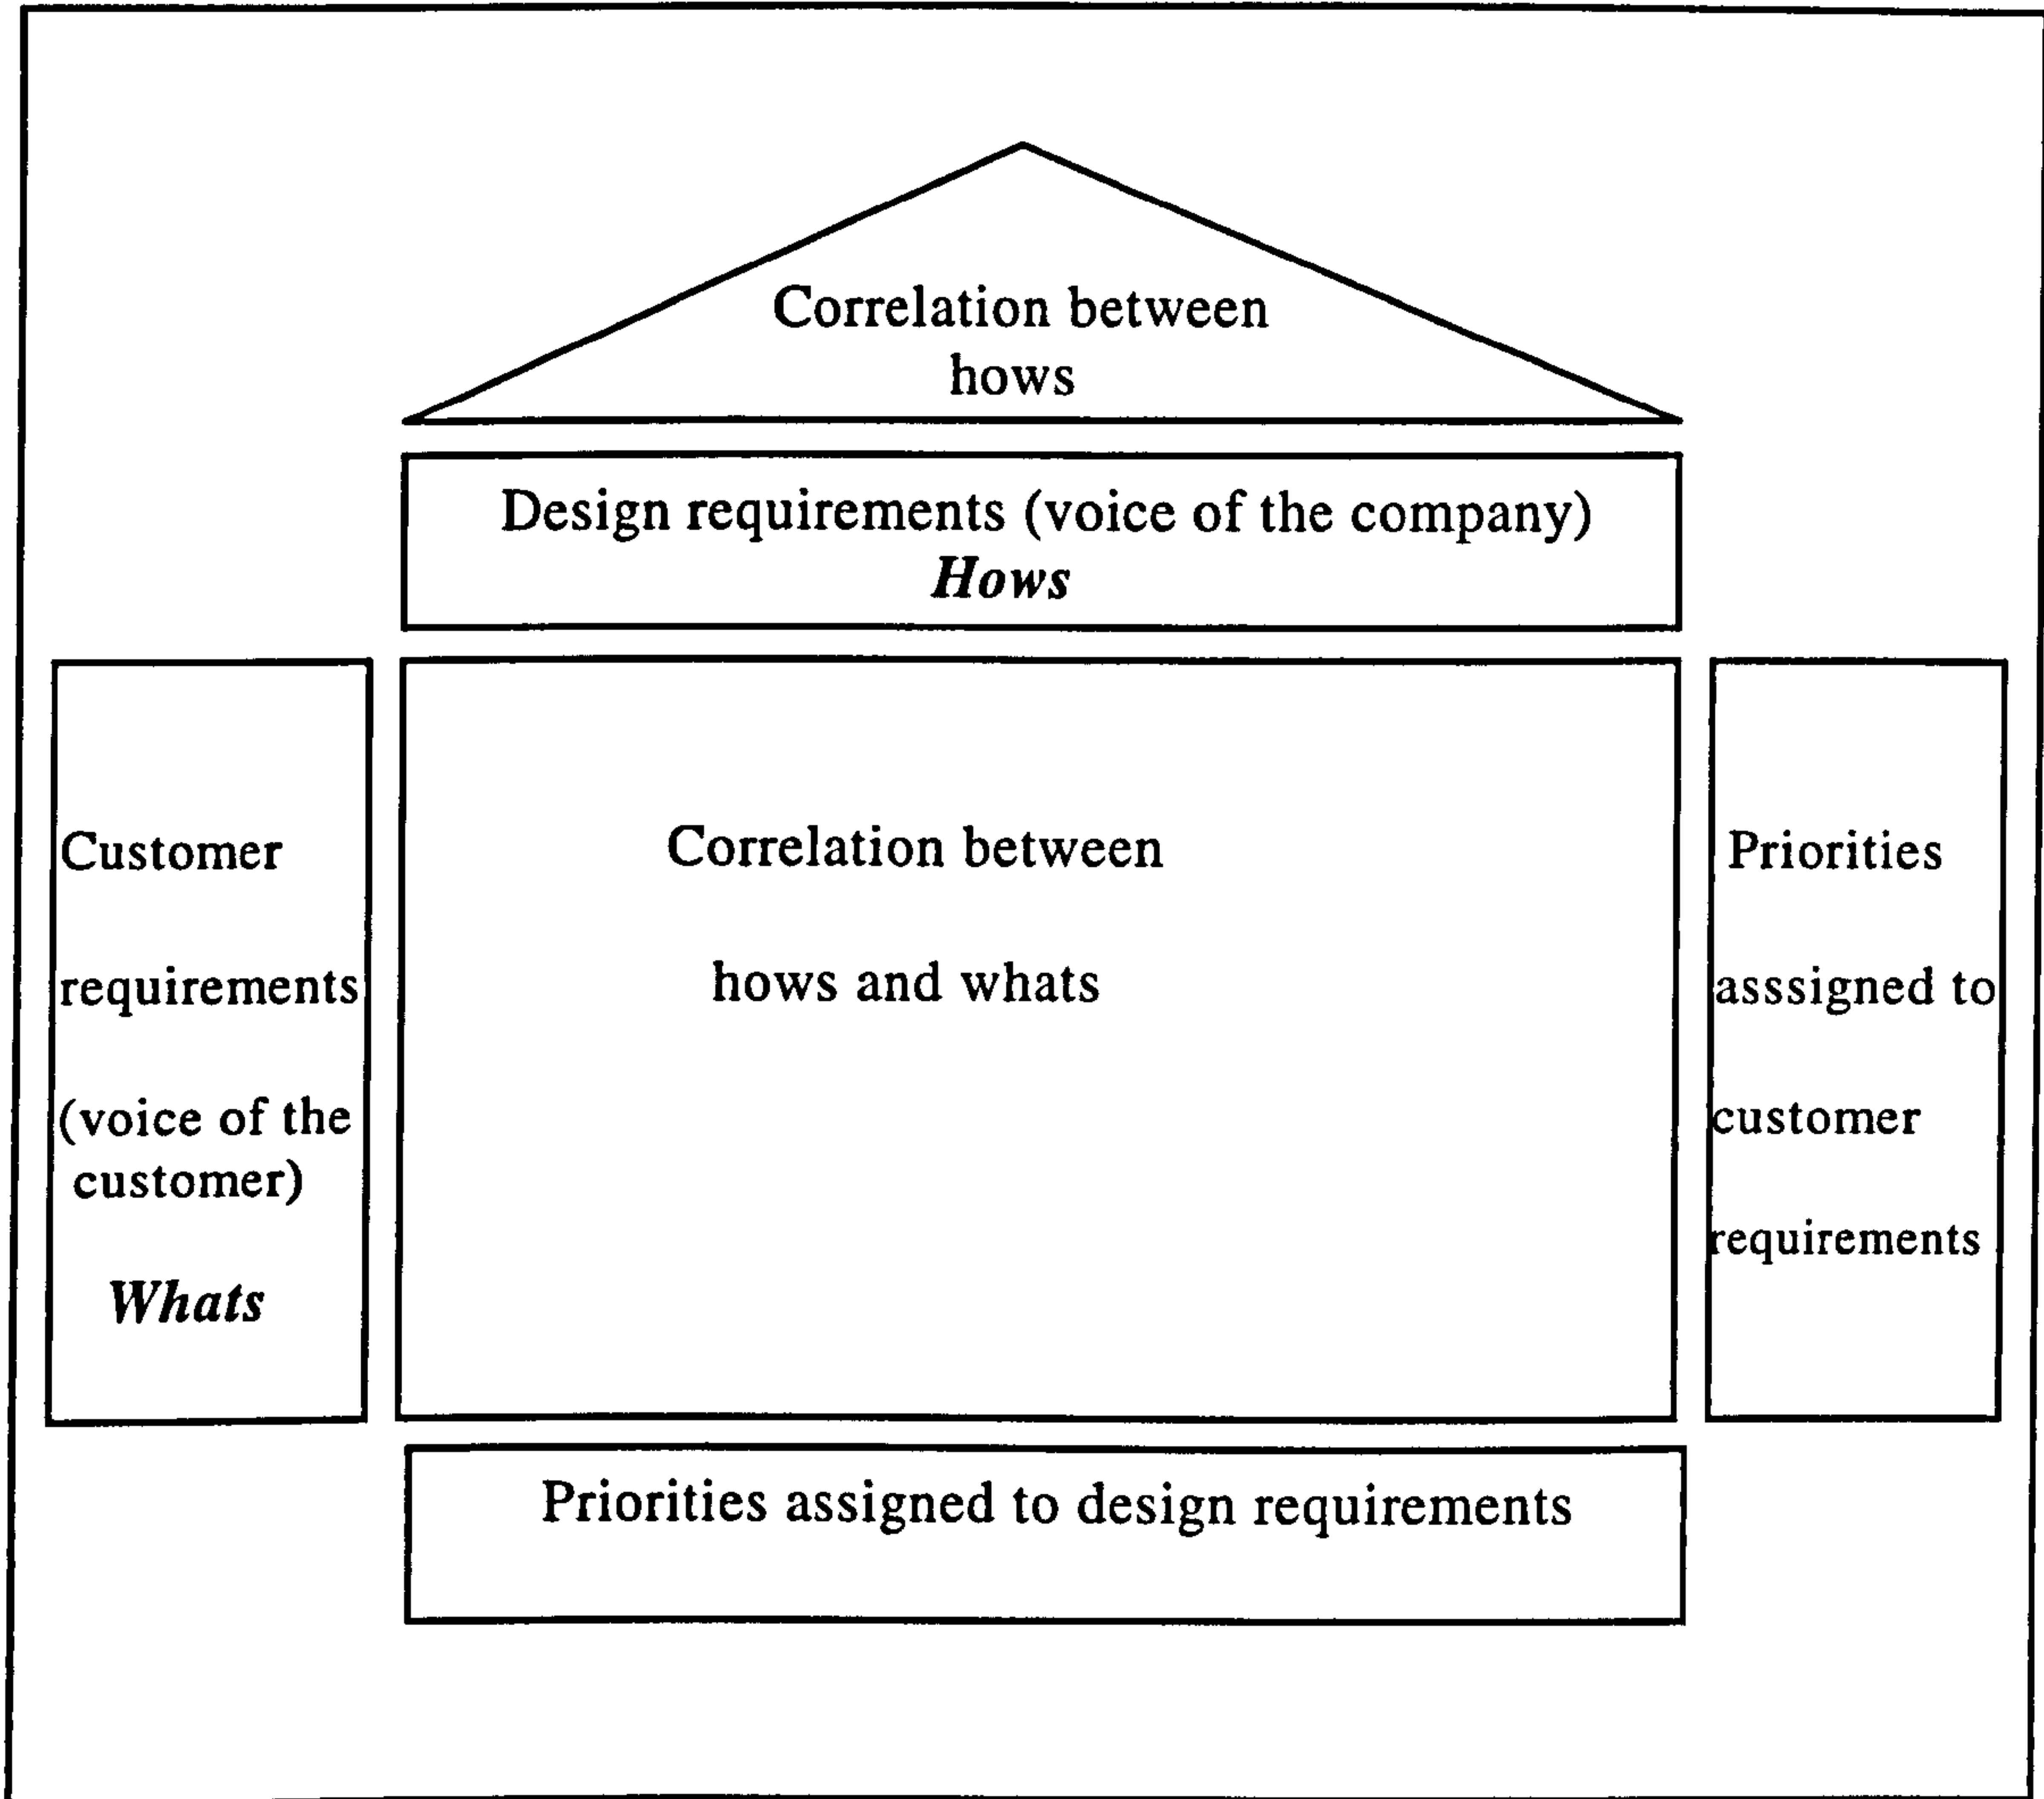 Correlation between
hows
Design requirements (voice of the company)
Hows
Customer
requirements
(voice of the
customer)
Whats
Correlation between
hows and whats
Priorities
asssigned to
customer
requirements
Priorities assigned to design requirements